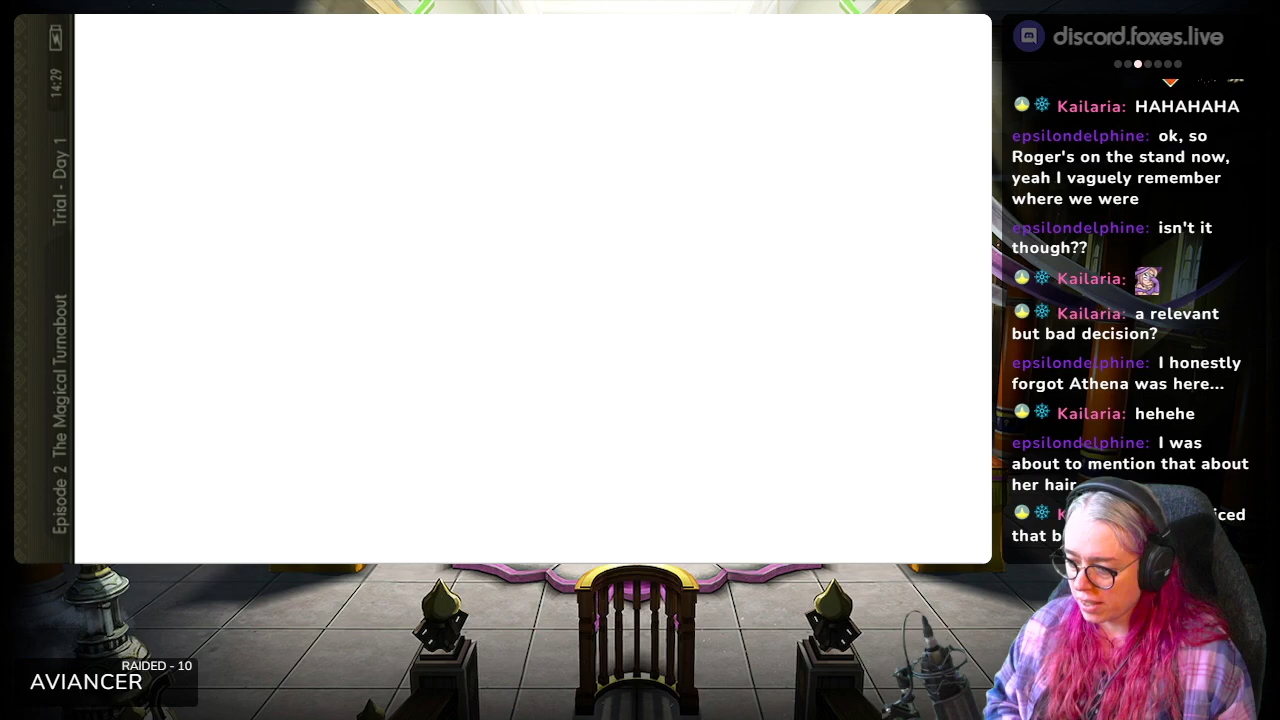 Episode 2 The Magical Turnabout Trial - Day 1 14:29
discord.foxes.live
Kailaria: HAHAHAHA
epsilondelphine: ok, so
Roger's on the stand now,
yeah I vaguely remember
where we were
epsilondelphine: isn't it
though??
Kailaria:
Kailaria: a relevant
but bad decision?
epsilondelphine: I honestly
forgot Athena was here...
Kailaria: hehehe
epsilondelphine: I was
about to mention that about
her hair
that
RAIDED - 10
AVIANCER